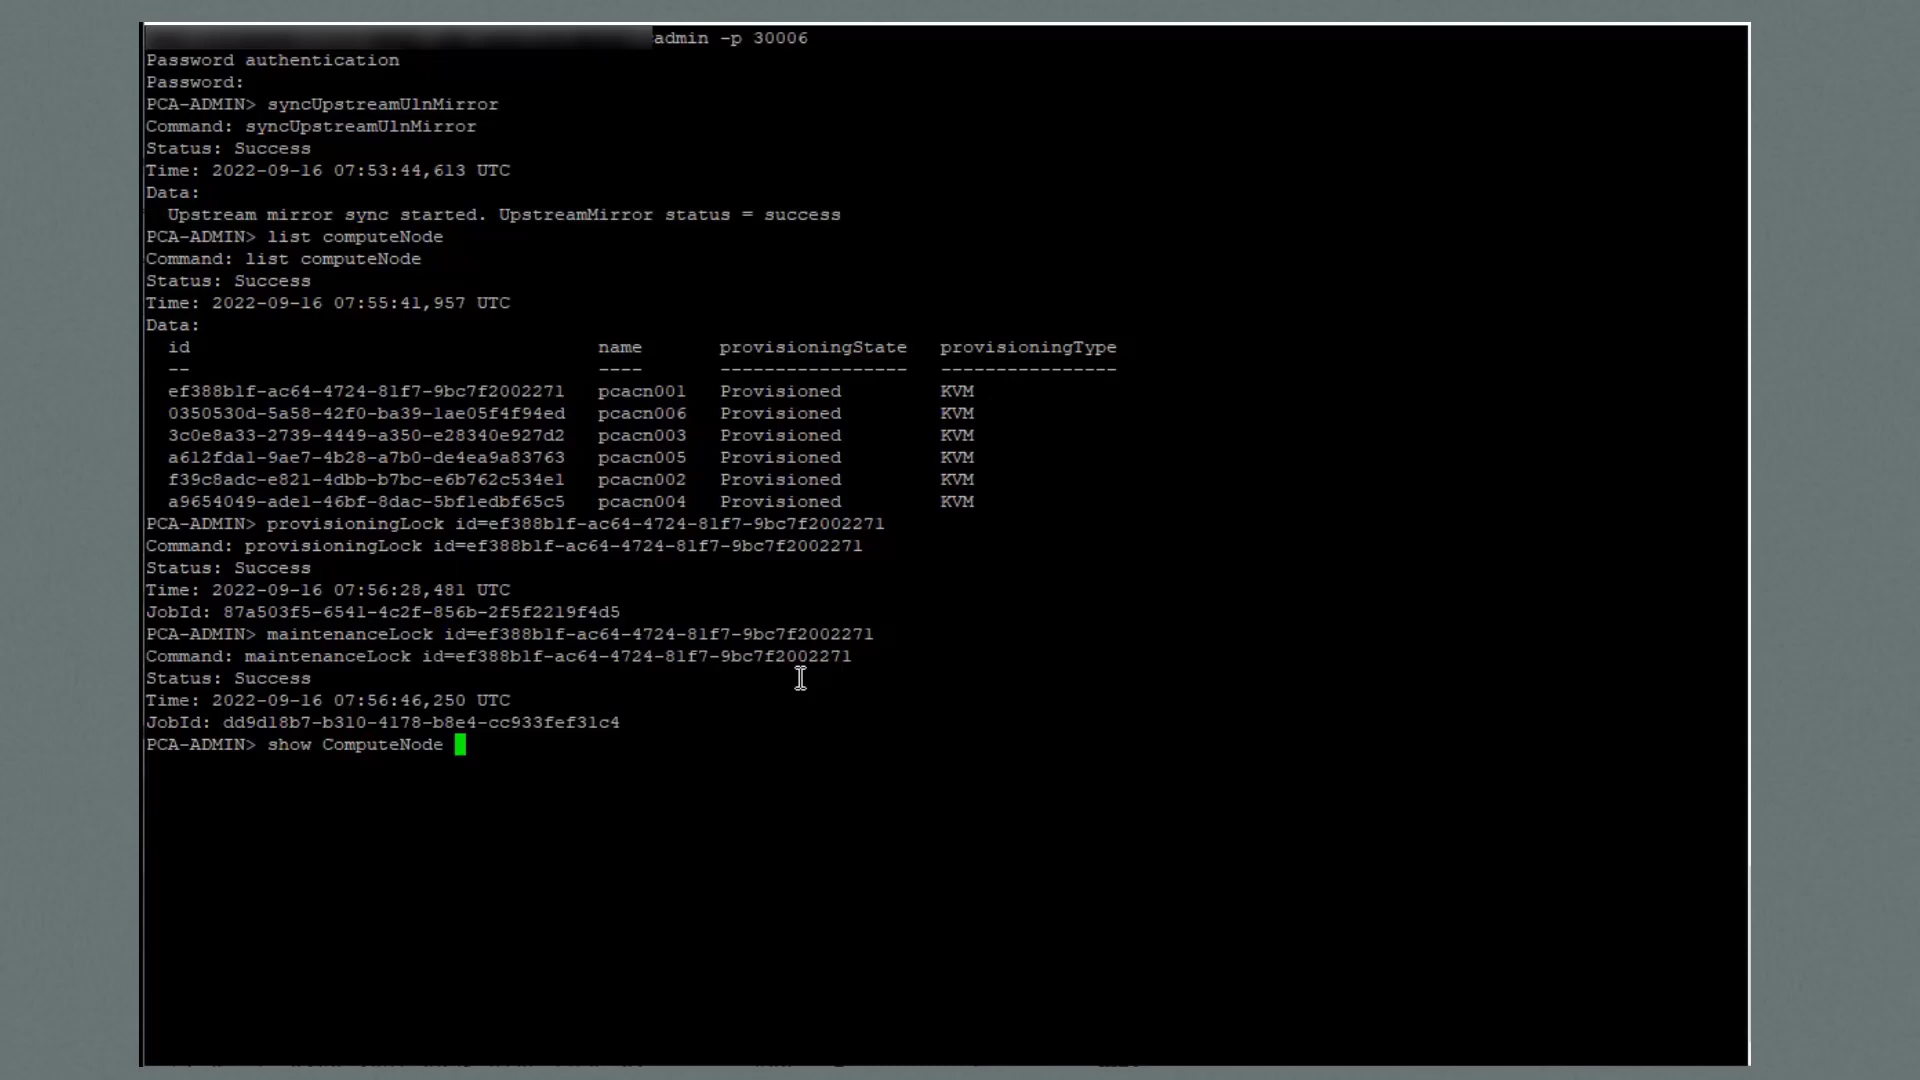 admin -p 30006
Password authentication
Password:
PCA-ADMIN> syncUpstreamUlnMirror
Command: syncUpstreamUlnMirror
Status: Success
Time: 2022-09-16 07:53:44,613 UTC
Data:
  Upstream mirror sync started. UpstreamMirror status = success
PCA-ADMIN> list computeNode
Command: list computeNode
Status: Success
Time: 2022-09-16 07:55:41,957 UTC
Data:
  id                                     name       provisioningState   provisioningType
  --                                     ----       -----------------   ----------------
  ef388b1f-ac64-4724-81f7-9bc7f2002271   pcacn001   Provisioned         KVM
  0350530d-5a58-42f0-ba39-1ae05f4f94ed   pcacn006   Provisioned         KVM
  3c0e8a33-2739-4449-a350-e28340e927d2   pcacn003   Provisioned         KVM
  a612fda1-9ae7-4b28-a7b0-de4ea9a83763   pcacn005   Provisioned         KVM
  f39c8adc-e821-4dbb-b7bc-e6b762c534e1   pcacn002   Provisioned         KVM
  a9654049-ade1-46bf-8dac-5bf1edbf65c5   pcacn004   Provisioned         KVM
PCA-ADMIN> provisioningLock id=ef388b1f-ac64-4724-81f7-9bc7f2002271
Command: provisioningLock id=ef388b1f-ac64-4724-81f7-9bc7f2002271
Status: Success
Time: 2022-09-16 07:56:28,481 UTC
JobId: 87a503f5-6541-4c2f-856b-2f5f2219f4d5
PCA-ADMIN> maintenanceLock id=ef388b1f-ac64-4724-81f7-9bc7f2002271
Command: maintenanceLock id=ef388b1f-ac64-4724-81f7-9bc7f2002271
Status: Success
Time: 2022-09-16 07:56:46,250 UTC
JobId: dd9d18b7-b310-4178-b8e4-cc933fef31c4
PCA-ADMIN> show ComputeNode